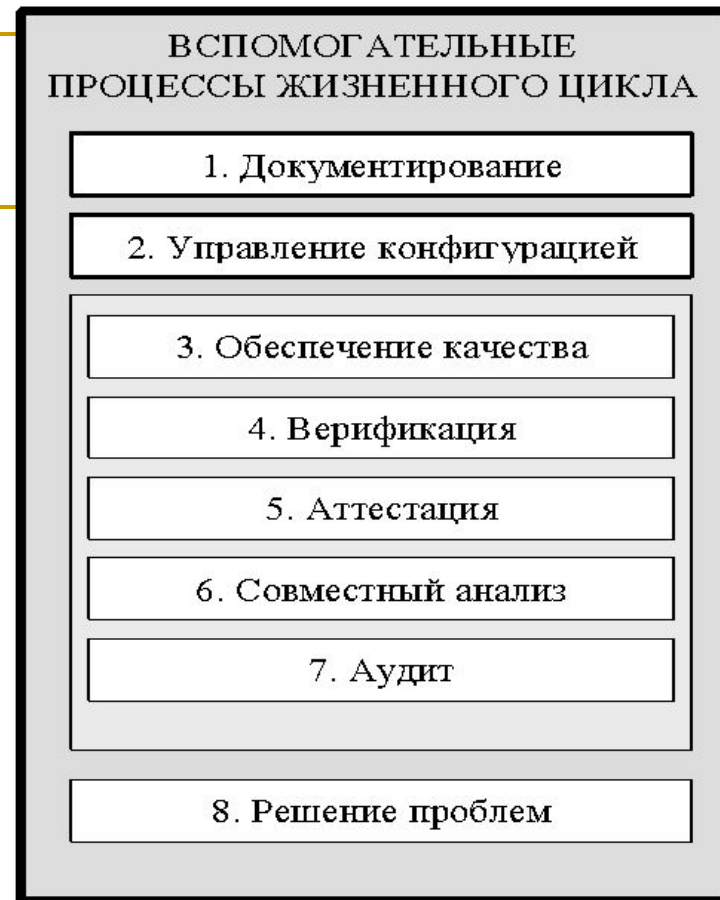 ВСПОМОГАТЕЛЬНЫЕ
ПРОЦЕССЫ ЖИЗНЕННОГО ЦИКЛА
1. Документирование
2. Управление конфигурацией
3. Обеспечение качества
4. Верификация
5. Аттестация
6. Совместный анализ
7. Аудит
8. Решение проблем